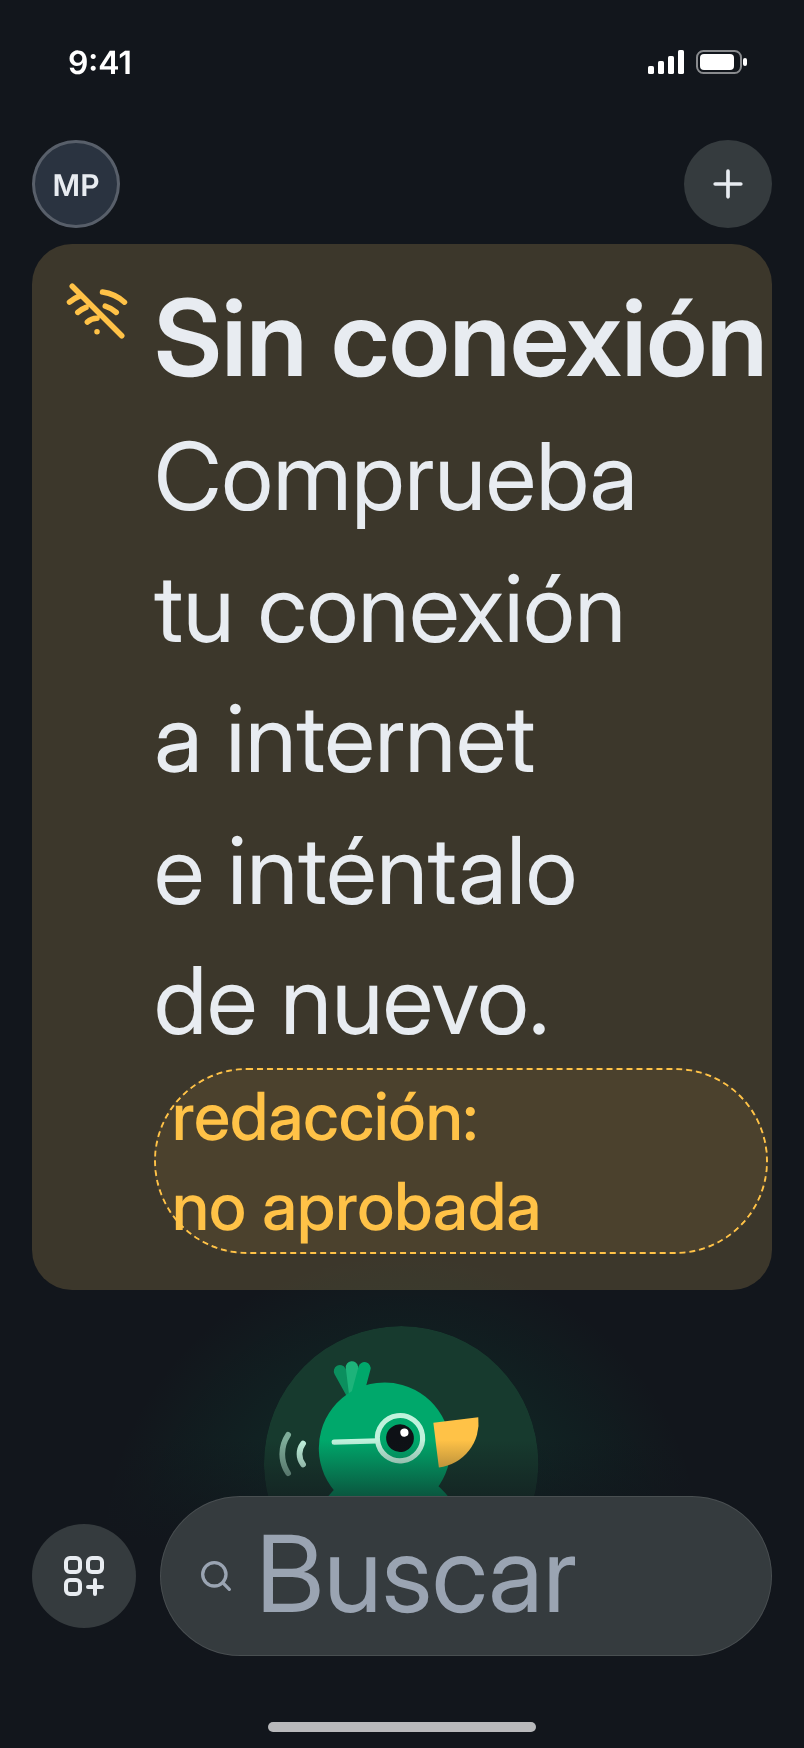 9:41
MP
Sin conexión
Comprueba
tu conexión
a internet
e inténtalo
de nuevo.
redacción:
no aprobada
Buscar